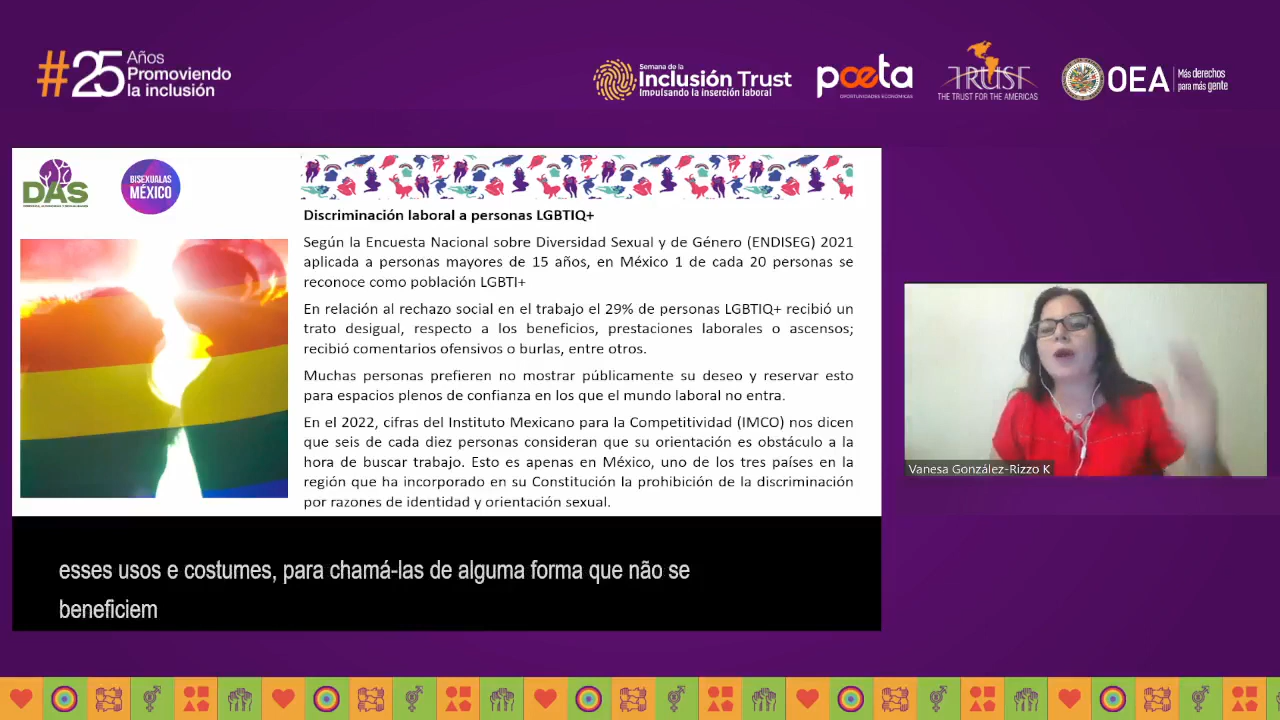 #25 Años
Promoviendo
la inclusión
Semana de la
Inclusión Trust
Impulsando la inserción laboral
poeta
OPORTUNIDADES ECONÓMICAS
TRUST
THE TRUST FOR THE AMERICAS
OEA
Más derechos
para más gente
DAS
BISEXUALAS
MÉXICO
Discriminación laboral a personas LGBTIQ+
Según la Encuesta Nacional sobre Diversidad Sexual y de Género (ENDISEG) 2021
aplicada a personas mayores de 15 años, en México 1 de cada 20 personas se
reconoce como población LGBTI+
En relación al rechazo social en el trabajo el 29% de personas LGBTIQ+ recibió un
trato desigual, respecto a los beneficios, prestaciones laborales o ascensos;
recibió comentarios ofensivos o burlas, entre otros.
Muchas personas prefieren no mostrar públicamente su deseo y reservar esto
para espacios plenos de confianza en los que el mundo laboral no entra.
En el 2022, cifras del Instituto Mexicano para la Competitividad (IMCO) nos dicen
que seis de cada diez personas consideran que su orientación es obstáculo a la
hora de buscar trabajo. Esto es apenas en México, uno de los tres países en la
región que ha incorporado en su Constitución la prohibición de la discriminación
por razones de identidad y orientación sexual.
Vanesa González-Rizzo K
esses usos e costumes, para chamá-las de alguma forma que não se
beneficiem